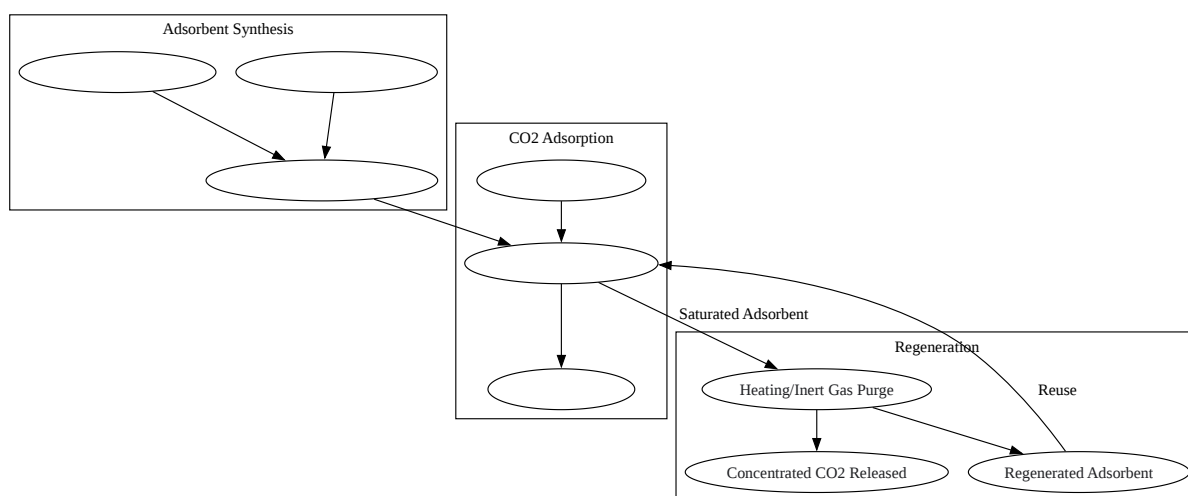 Adsorbent Synthesis
CO2 Adsorption
Saturated Adsorbent
Regeneration
Heating/Inert Gas Purge
Reuse
Concentrated CO2 Released
Regenerated Adsorbent